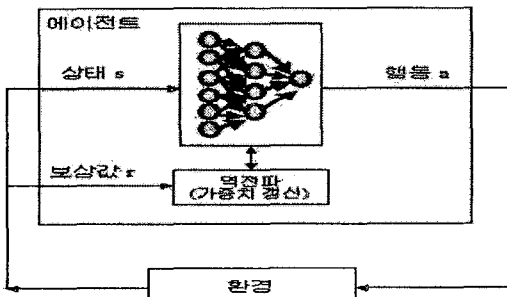 에이전트
상태 s
행동 a
보상값 r
역전파
(가중치 갱신)
환경